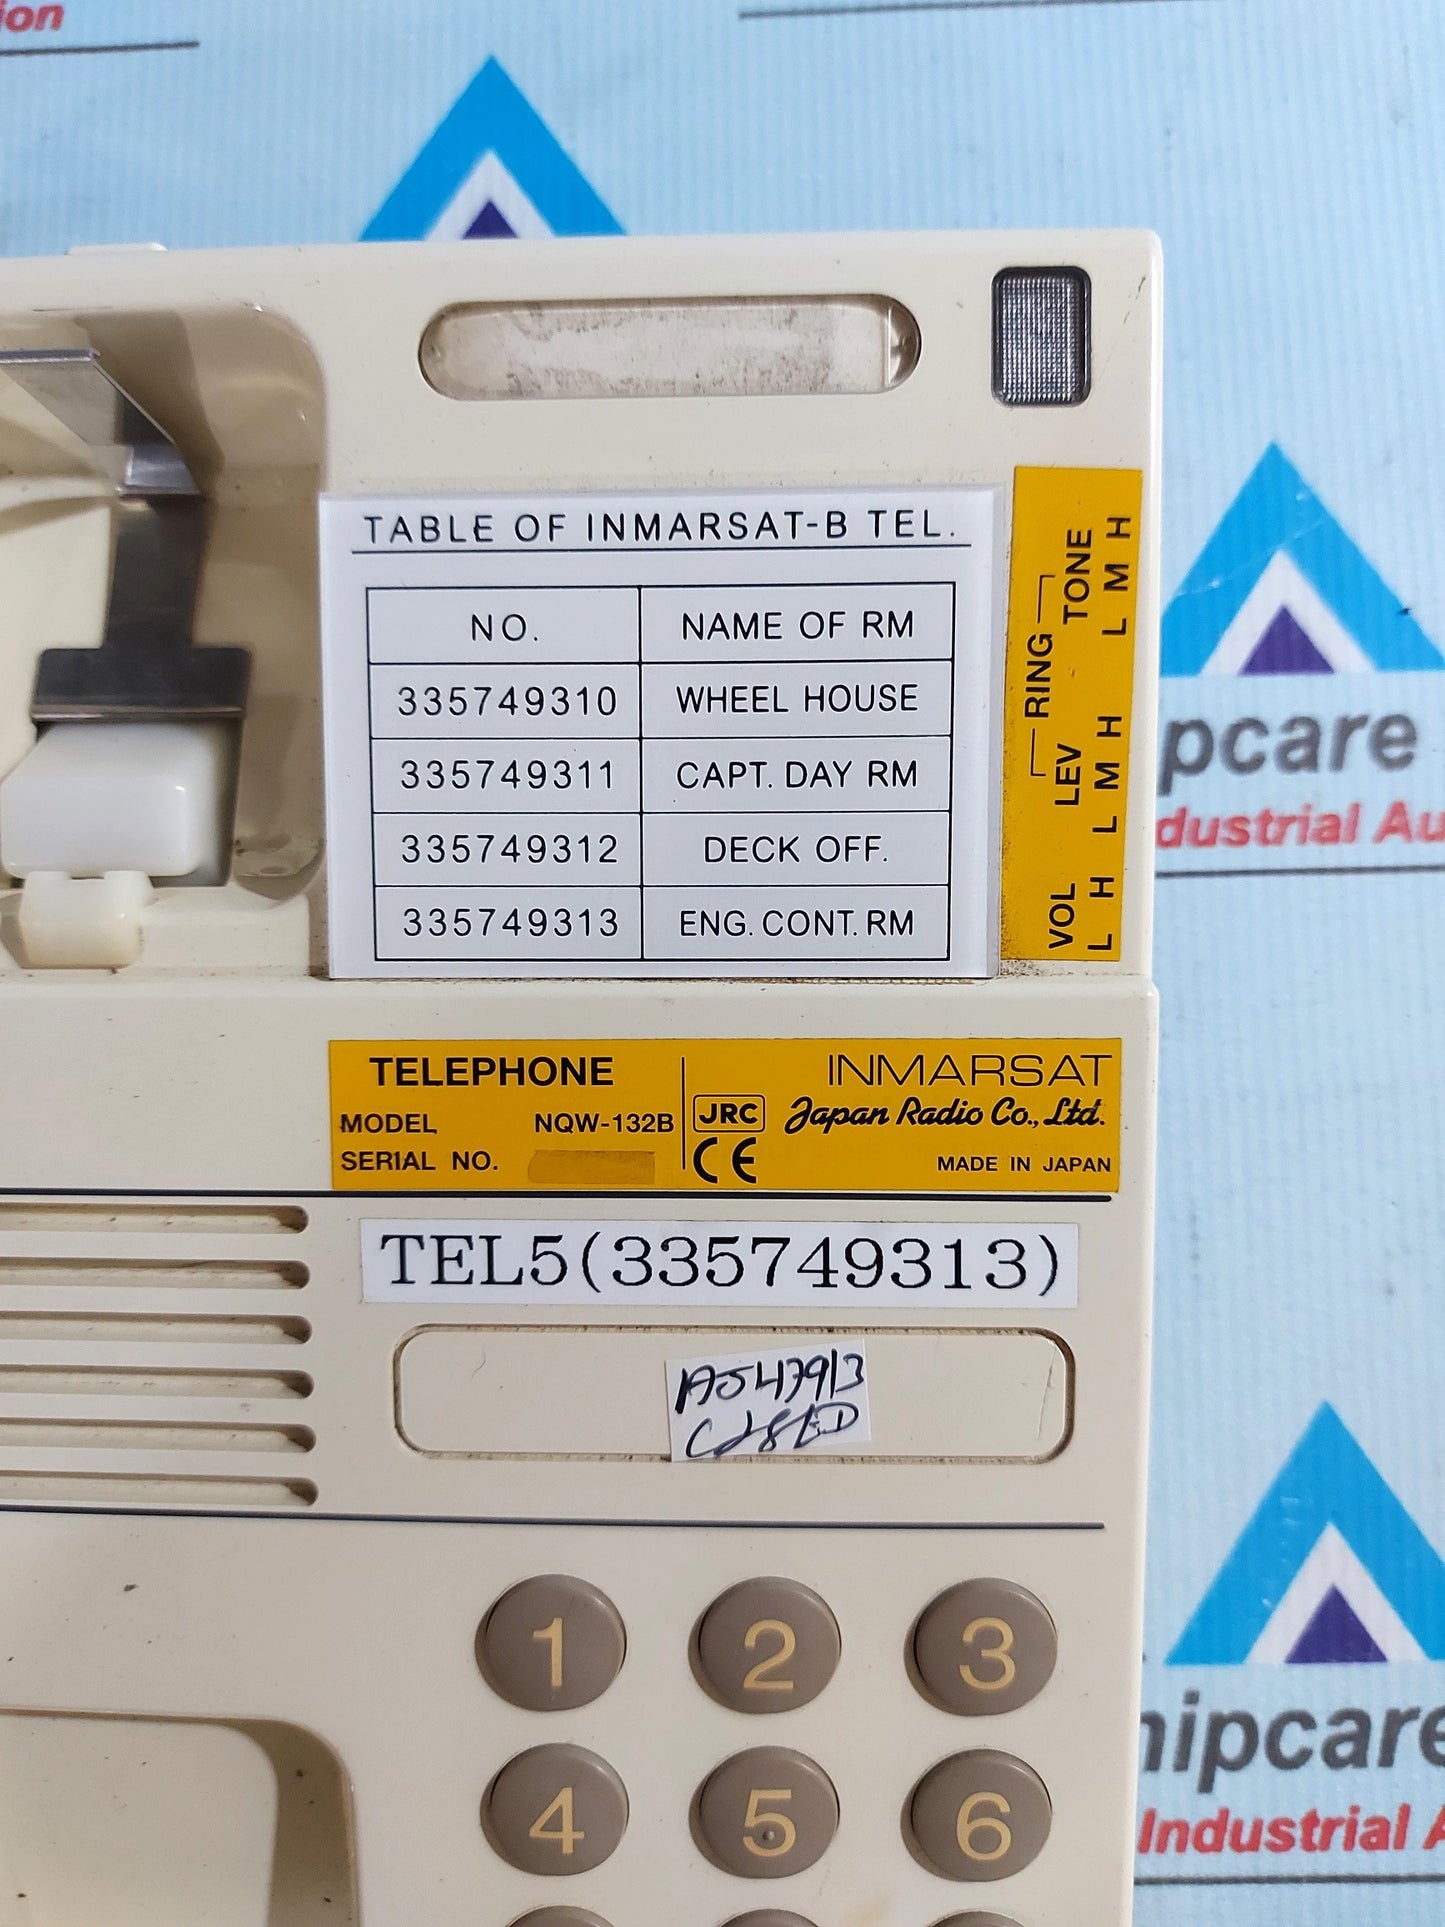 ion
TABLE OF INMARSAT-B TEL.
NO. NAME OF RM
335749310 WHEEL HOUSE
335749311 CAPT. DAY RM
335749312 DECK OFF.
335749313 ENG. CONT. RM
RING
VOL LEV TONE
L H L M H L M H
pcare
dustrial Au
TELEPHONE
MODEL NQW-132B
SERIAL NO.
JRC
CE
INMARSAT
Japan Radio Co., Ltd.
MADE IN JAPAN
TEL5(335749313)
1 2 3
4 5 6
hipcare
Industrial A